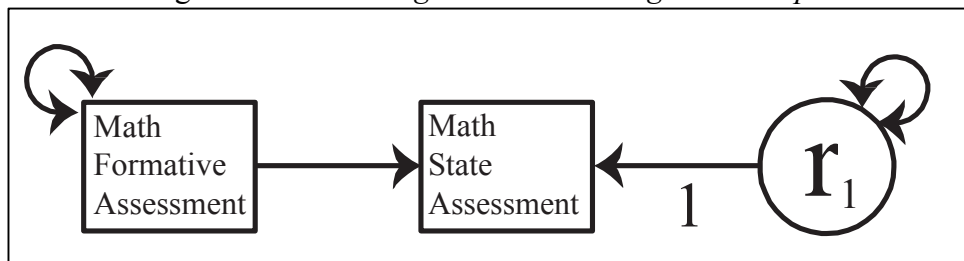 Math
Formative
Assessment
Math
State
Assessment
1
r1